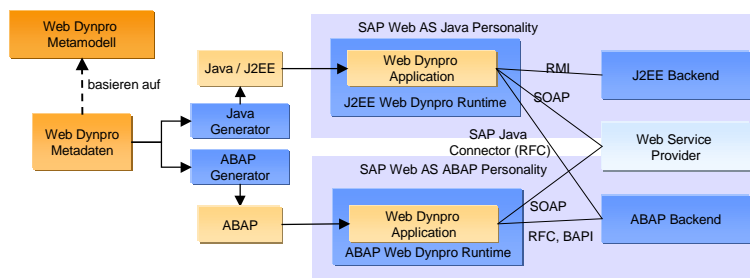 Web Dynpro
Metamodell
basieren auf
Web Dynpro
Metadaten
Java / J2EE
Java
Generator
ABAP
Generator
ABAP
SAP Web AS Java Personality
Web Dynpro
Application
J2EE Web Dynpro Runtime
RMI
SOAP
SAP Java
Connector (RFC)
SAP Web AS ABAP Personality
Web Dynpro
Application
ABAP Web Dynpro Runtime
SOAP
RFC, BAPI
J2EE Backend
Web Service
Provider
ABAP Backend